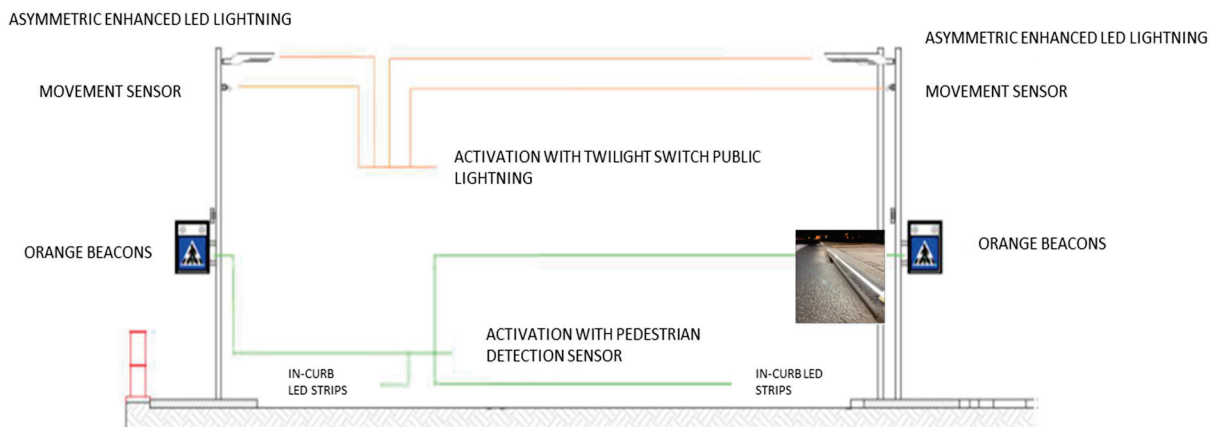 ASYMMETRIC ENHANCED LED LIGHTNING
ASYMMETRIC ENHANCED LED LIGHTNING
MOVEMENT SENSOR
MOVEMENT SENSOR
ACTIVATION WITH TWILIGHT SWITCH PUBLIC
LIGHTNING
ORANGE BEACONS
ORANGE BEACONS
ACTIVATION WITH PEDESTRIAN
DETECTION SENSOR
IN-CURB
LED STRIPS
IN-CURB LED
STRIPS